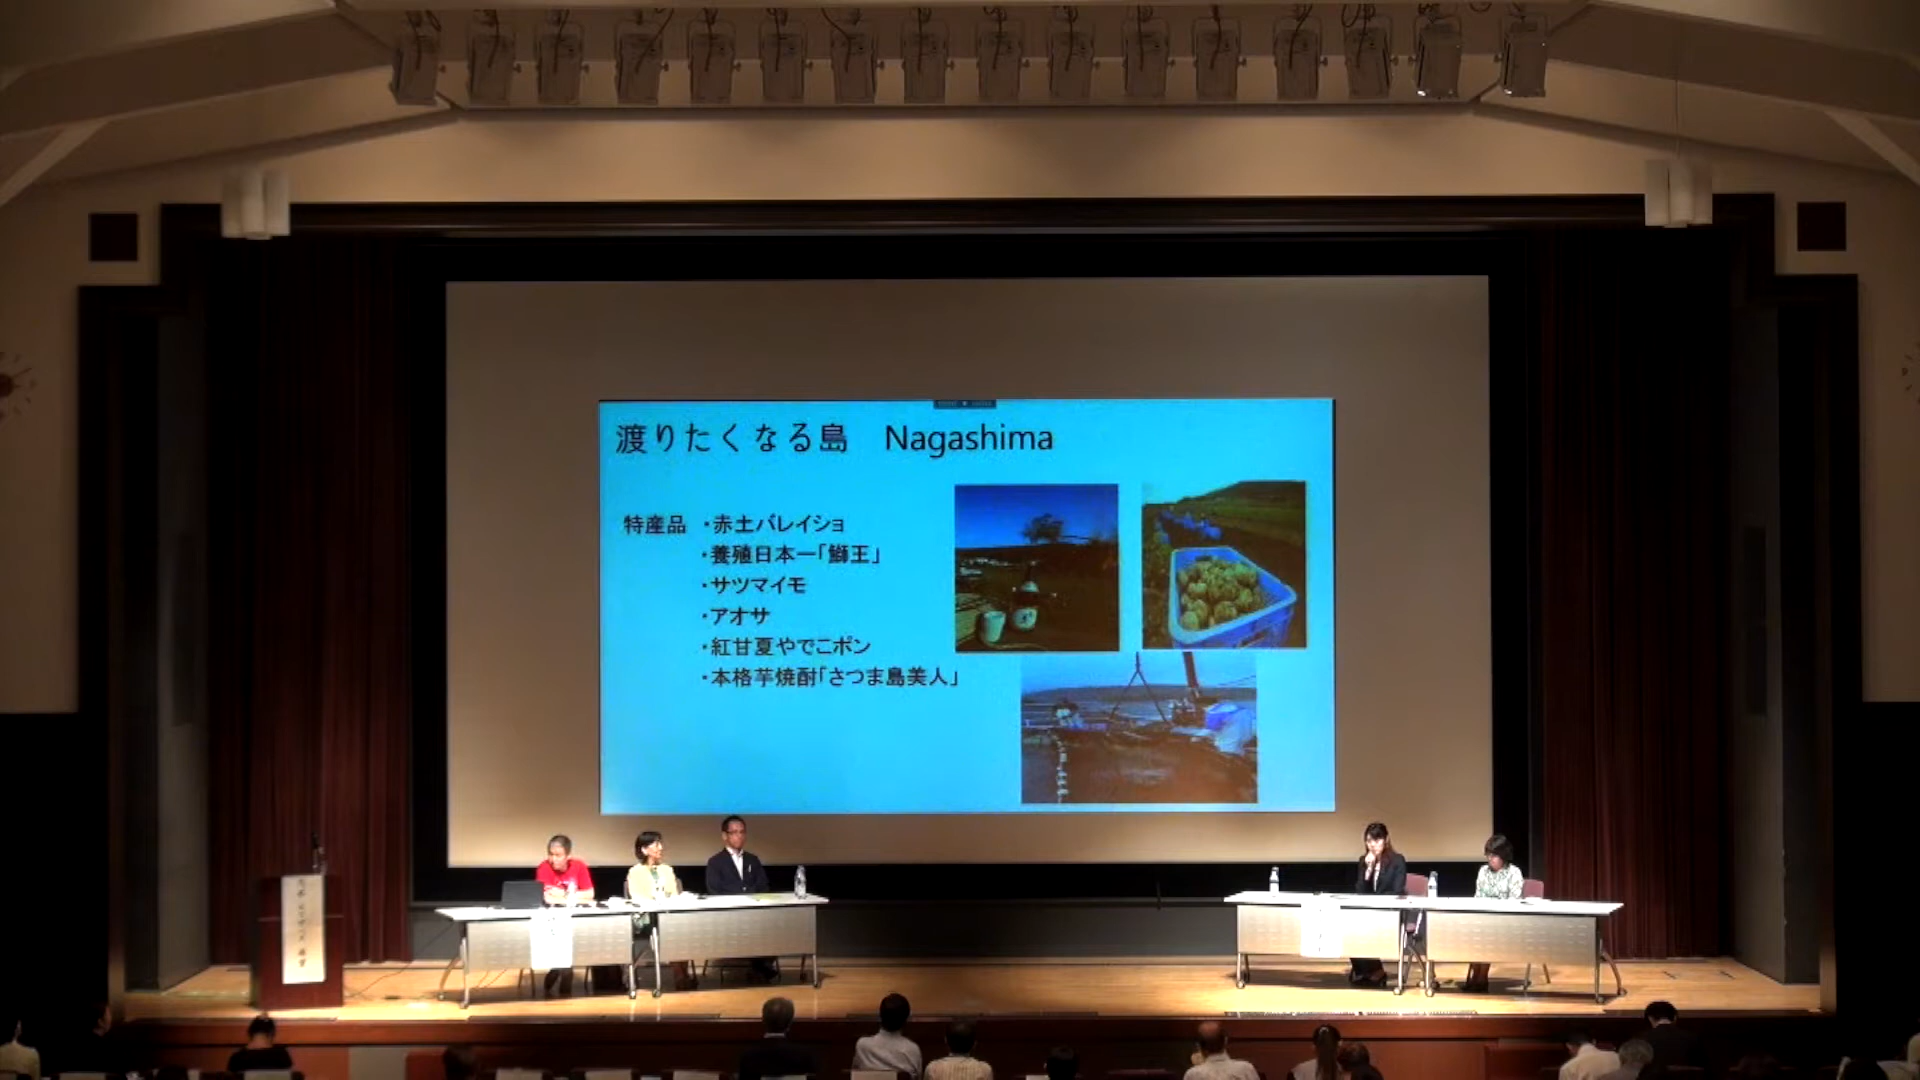 渡りたくなる島　Nagashima
特産品 ・赤土バレイショ
・養殖日本一「鰤王」
・サツマイモ
・アオサ
・紅甘夏やでこポン
・本格芋焼酎「さつま島美人」